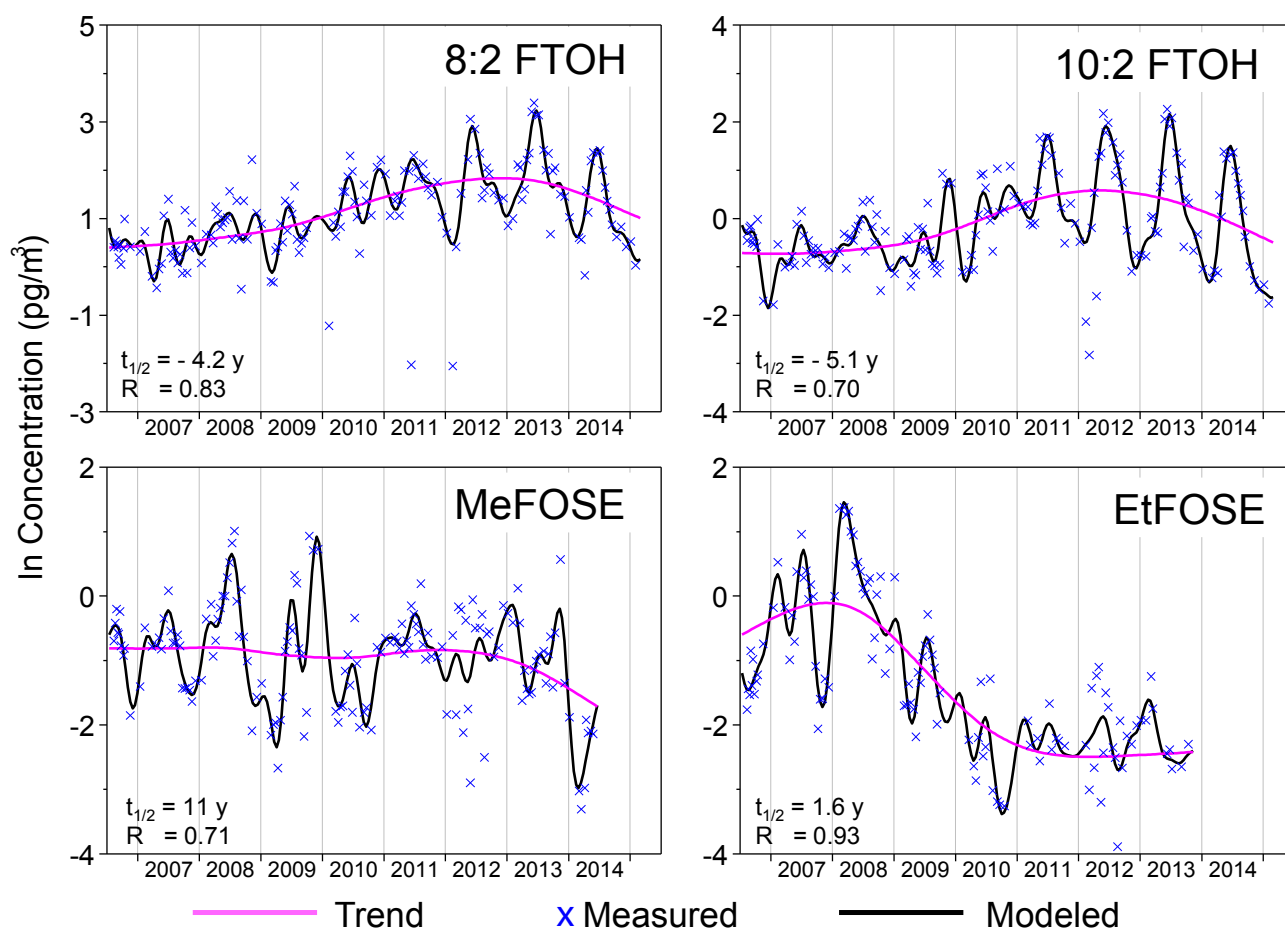 ln Concentration (pg/m³)
8:2 FTOH
5
3
1
-1
-3
t1/2 = - 4.2 y
R = 0.83
2007 2008 2009 2010 2011 2012 2013 2014
10:2 FTOH
4
2
0
-2
-4
t1/2 = - 5.1 y
R = 0.70
2007 2008 2009 2010 2011 2012 2013 2014
MeFOSE
2
0
-2
-4
t1/2 = 11 y
R = 0.71
2007 2008 2009 2010 2011 2012 2013 2014
EtFOSE
2
0
-2
-4
t1/2 = 1.6 y
R = 0.93
2007 2008 2009 2010 2011 2012 2013 2014
Trend x Measured Modeled